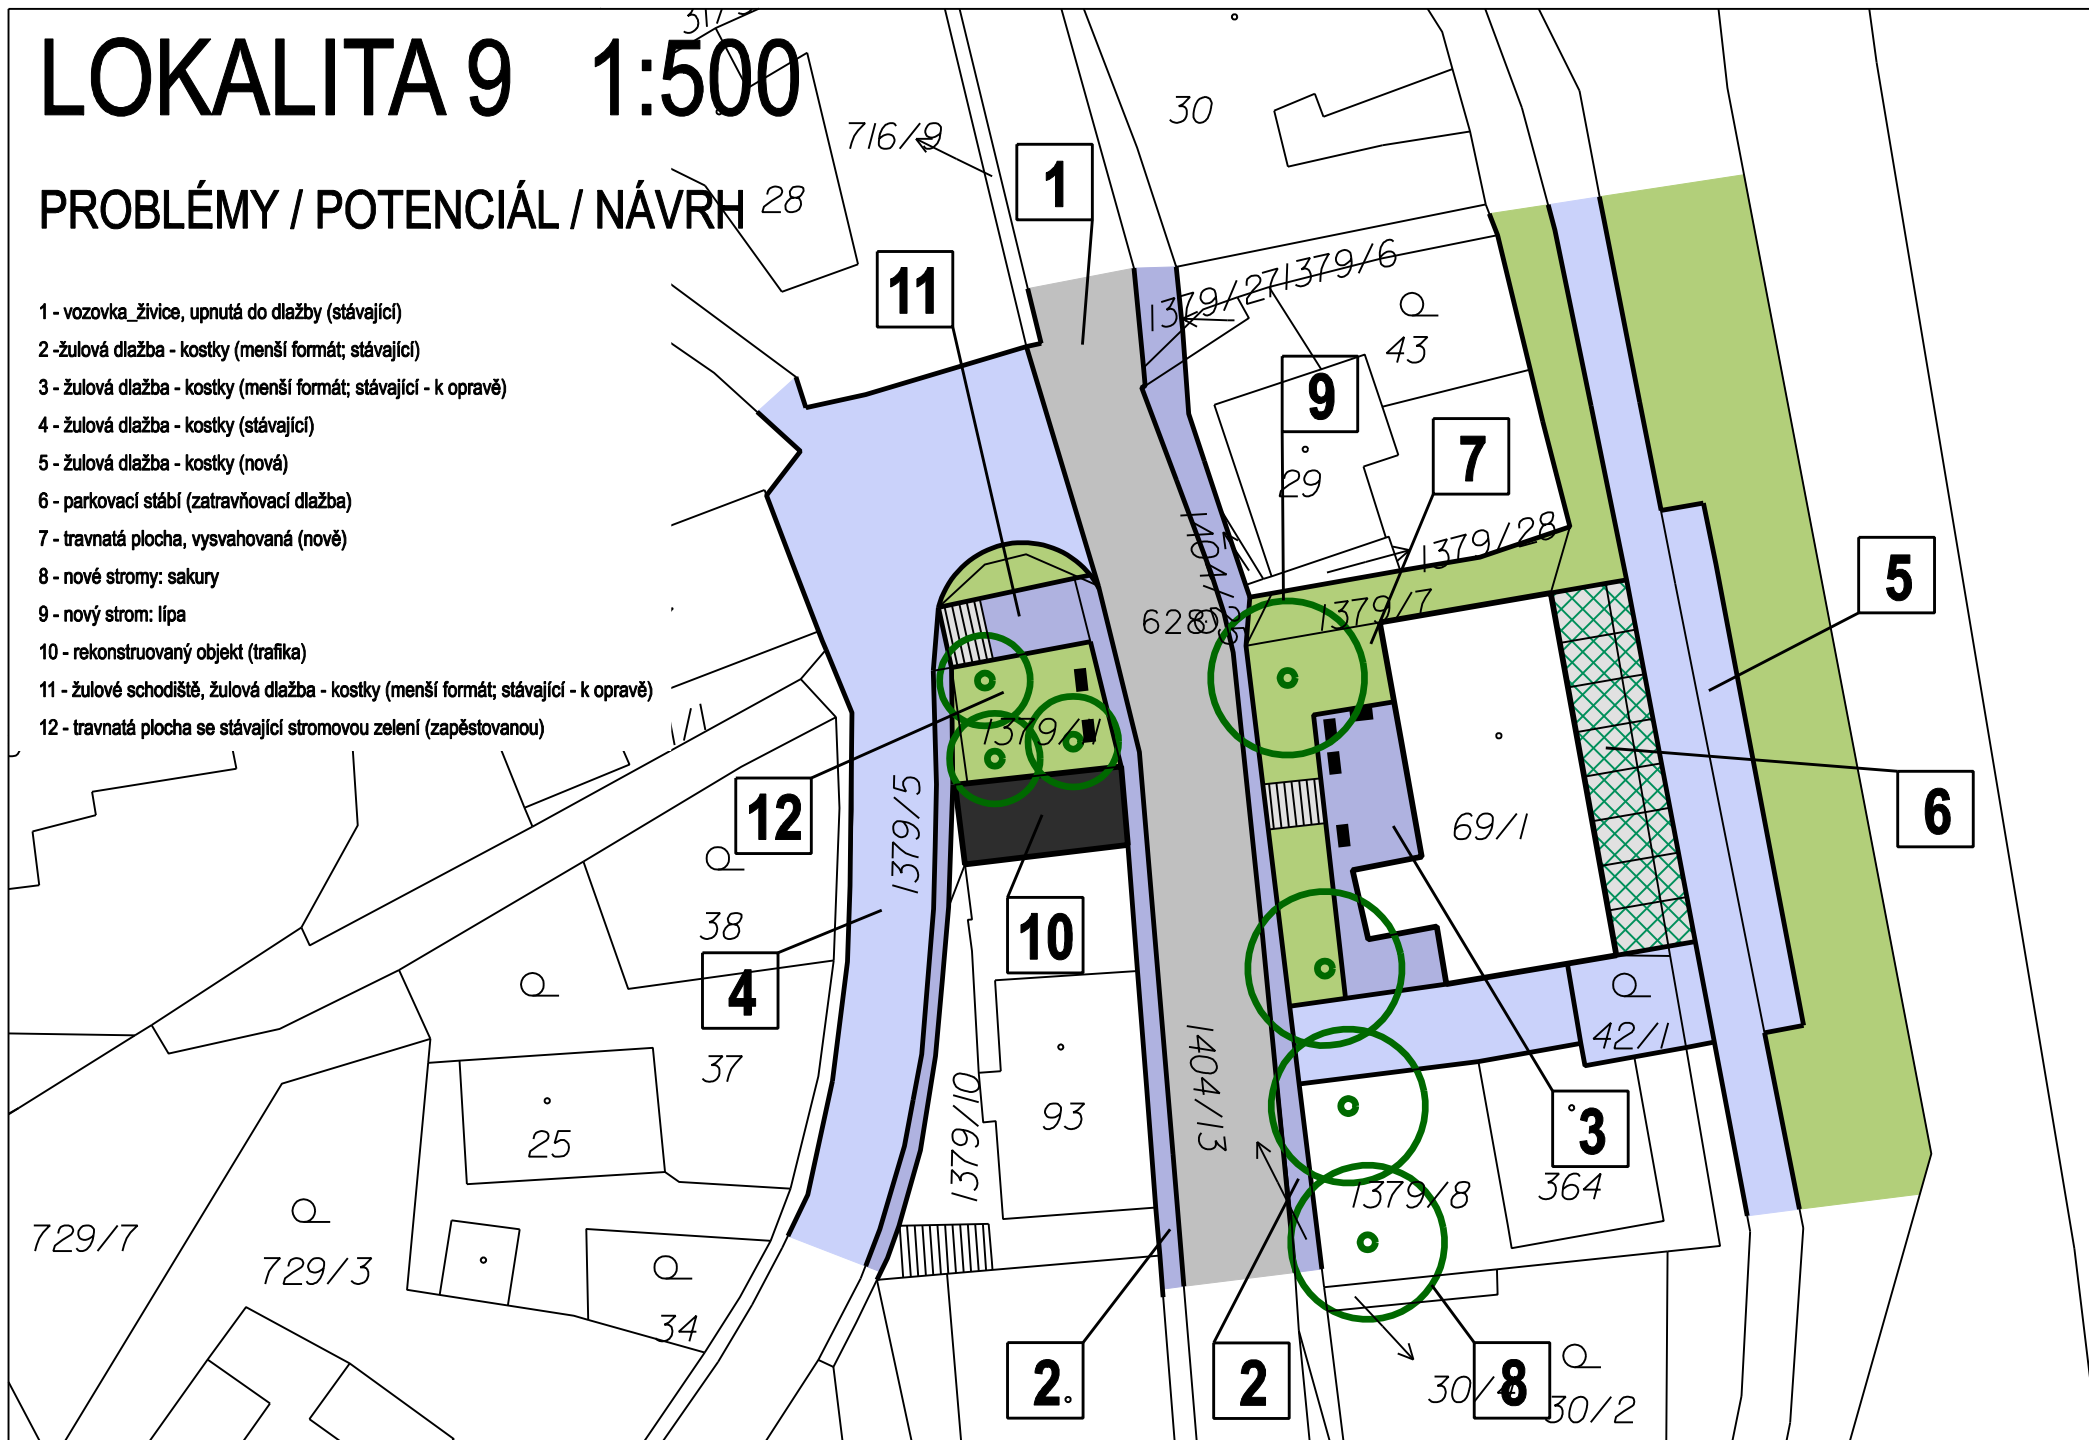 LOKALITA 9 1:500
PROBLÉMY / POTENCIÁL / NÁVRH
1 - vozovka_živice, upnutá do dlažby (stávající)
2 -žulová dlažba - kostky (menší formát; stávající)
3 - žulová dlažba - kostky (menší formát; stávající - k opravě)
4 - žulová dlažba - kostky (stávající)
5 - žulová dlažba - kostky (nová)
6 - parkovací stábí (zatravňovací dlažba)
7 - travnatá plocha, vysvahovaná (nově)
8 - nové stromy: sakury
9 - nový strom: lípa
10 - rekonstruovaný objekt (trafika)
11 - žulové schodiště, žulová dlažba - kostky (menší formát; stávající - k opravě)
12 - travnatá plocha se stávající stromovou zelení (zapěstovanou)
716/9
28
30
1
11
1379/27
1379/6
43
9
7
29
1379/28
5
1379/7
628
1379/1
12
1379/5
69/1
6
38
10
4
42/1
37
1404/13
93
3
25
1379/10
1379/8
364
729/7
729/3
34
2
2
8
30/4
30/2